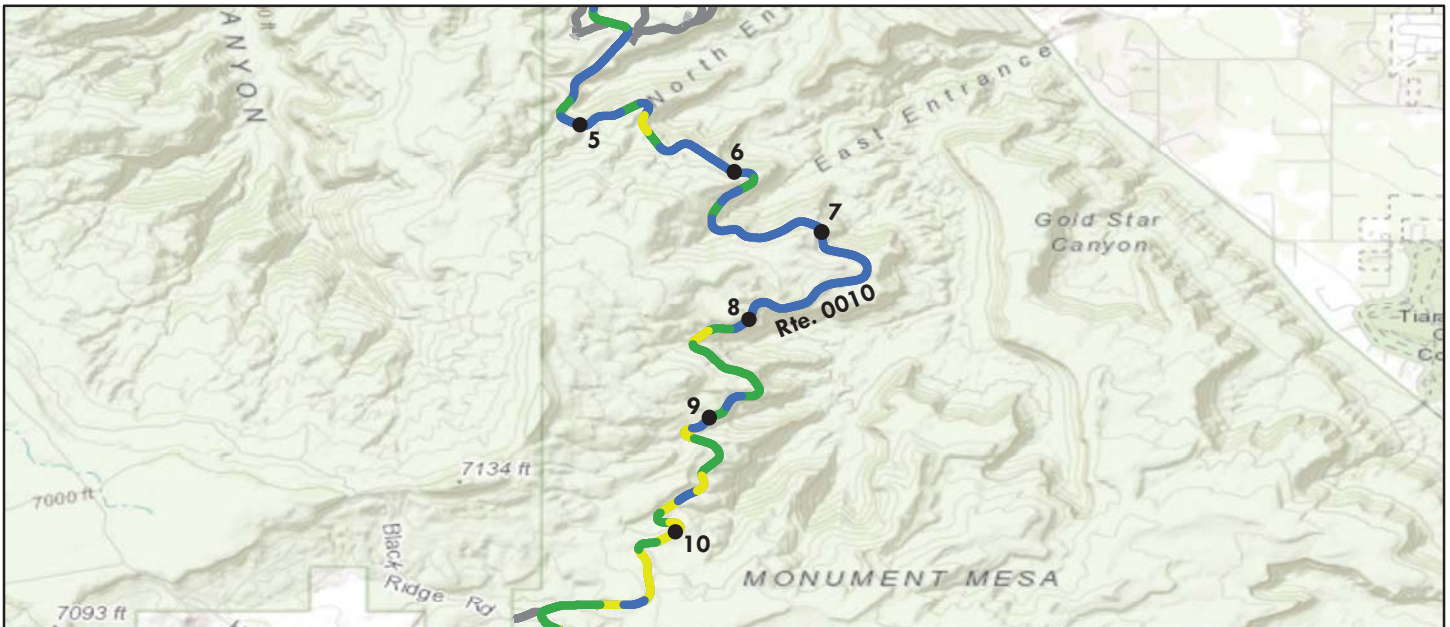 ANYON
North En
East Entrance
5
6
7
Gold Star
Canyon
8
Rte. 0010
Tiara
C
Co
9
7134 ft
7000 ft
10
Black
Ridge Rd
MONUMENT MESA
7093 ft